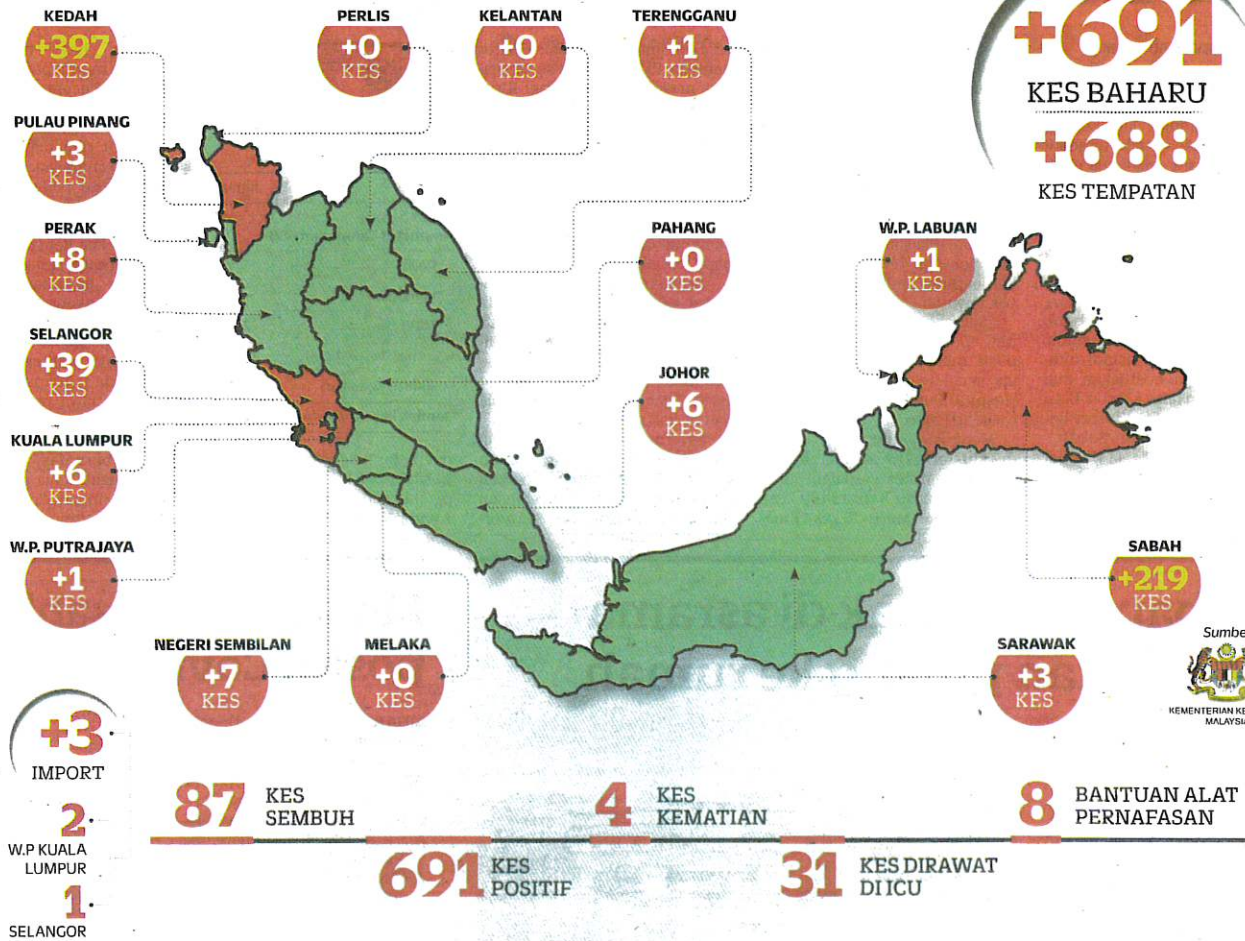 KEDAH
+397
KES
PERLIS
+0
KES
KELANTAN
+0
KES
TERENGGANU
+1
KES
+691
KES BAHARU
+688
KES TEMPATAN
PULAU PINANG
+3
KES
PERAK
+8
KES
PAHANG
+0
KES
W.P. LABUAN
+1
KES
SELANGOR
+39
KES
JOHOR
+6
KES
KUALA LUMPUR
+6
KES
W.P. PUTRAJAYA
+1
KES
SABAH
+219
KES
NEGERI SEMBILAN
+7
KES
MELAKA
+0
KES
SARAWAK
+3
KES
Sumbe
KEMENTERIAN KE
MALAYSIA
+3
IMPORT
2
W.P KUALA
LUMPUR
1
SELANGOR
87 KES
SEMBUH
4 KES
KEMATIAN
8 BANTUAN ALAT
PERNAFASAN
691 KES
POSITIF
31 KES DIRAWAT
DI ICU